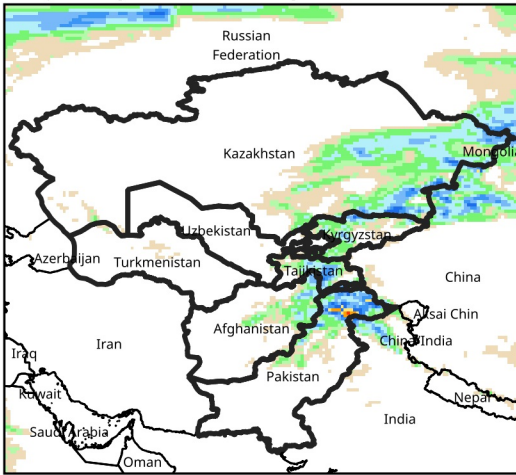 Russian
Federation
Kazakhstan
Mongolia
Uzbekistan
Kyrgyzstan
Azerbaijan
Turkmenistan
Tajikistan
China
Aksai Chin
Afghanistan
China/India
Iran
Iraq
Pakistan
Kuwait
Nepal
India
Saudi Arabia
Oman